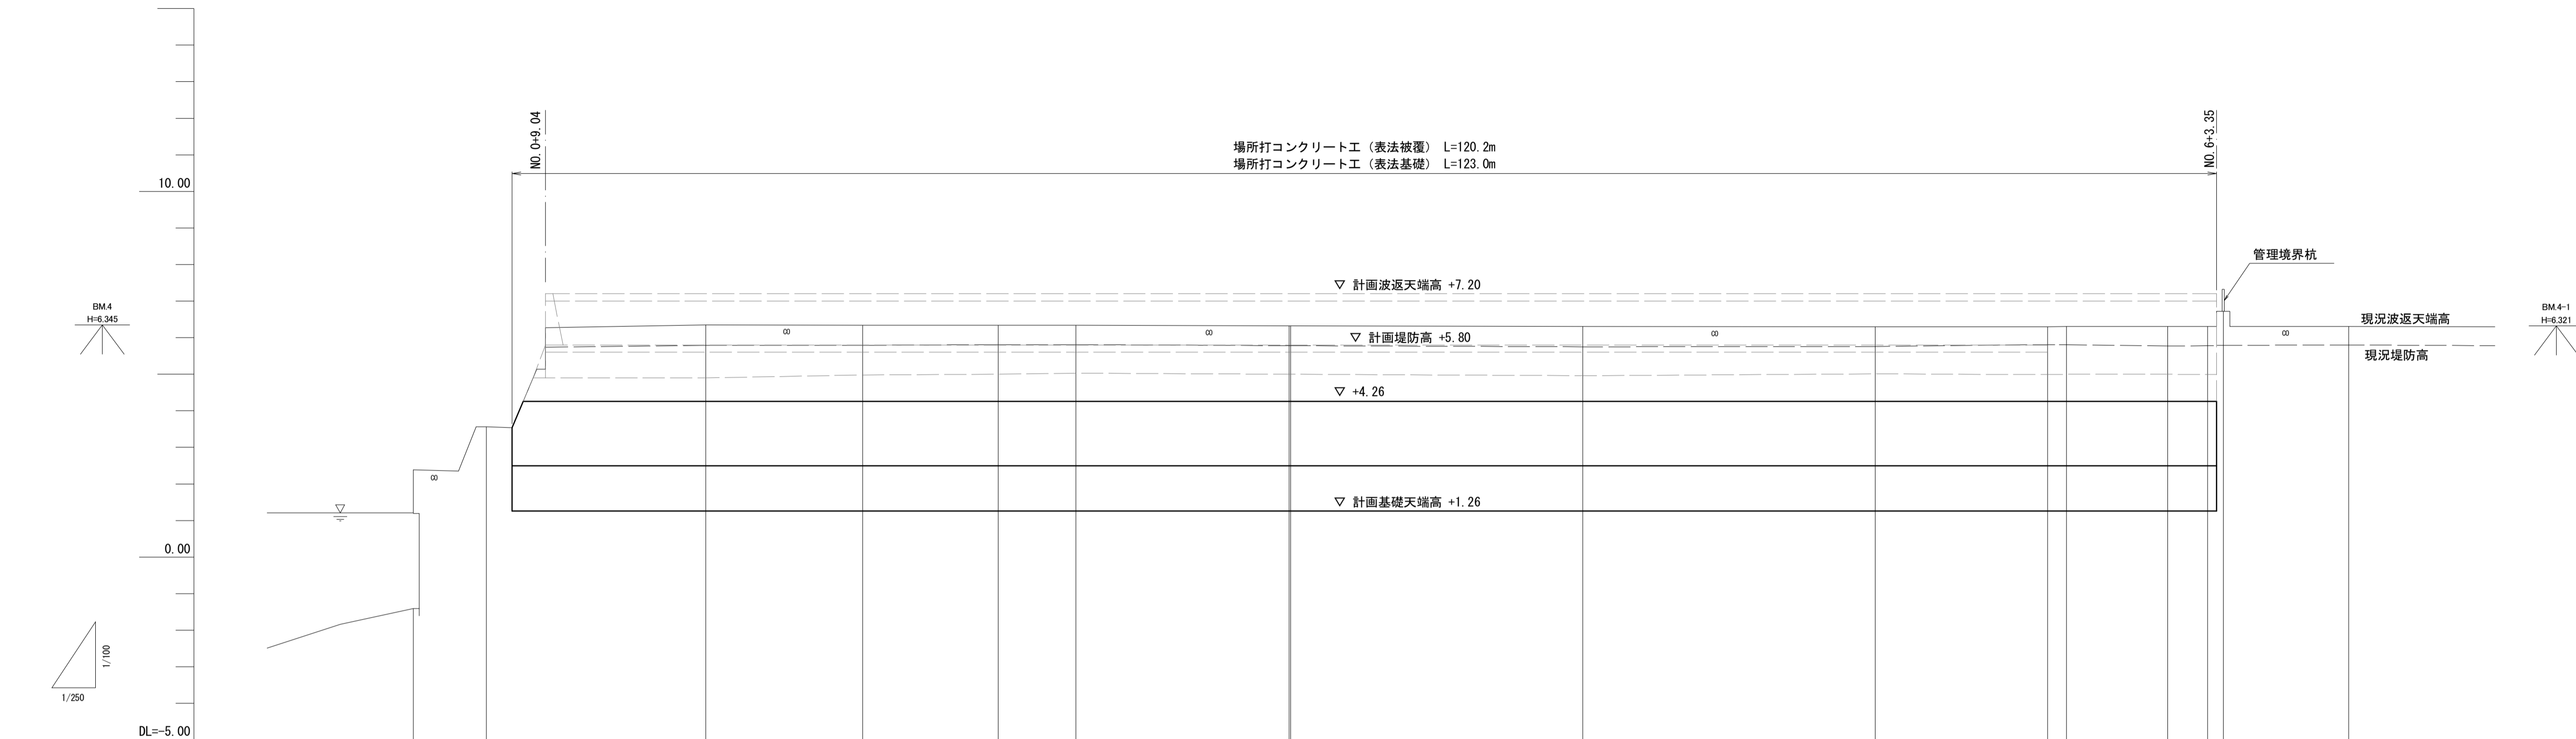 NO.0+9.04
NO.6+3.35
場所打コンクリート工（表法被覆） L=120.2m
場所打コンクリート工（表法基礎） L=123.0m
10.00
管理境界杭
▽ 計画波返天端高 +7.20
BM.4
H=6.345
BM.4-1
H=6.321
現況波返天端高
▽ 計画堤防高 +5.80
現況堤防高
▽ +4.26
▽ 計画基礎天端高 +1.26
0.00
1/100
1/250
DL=-5.00